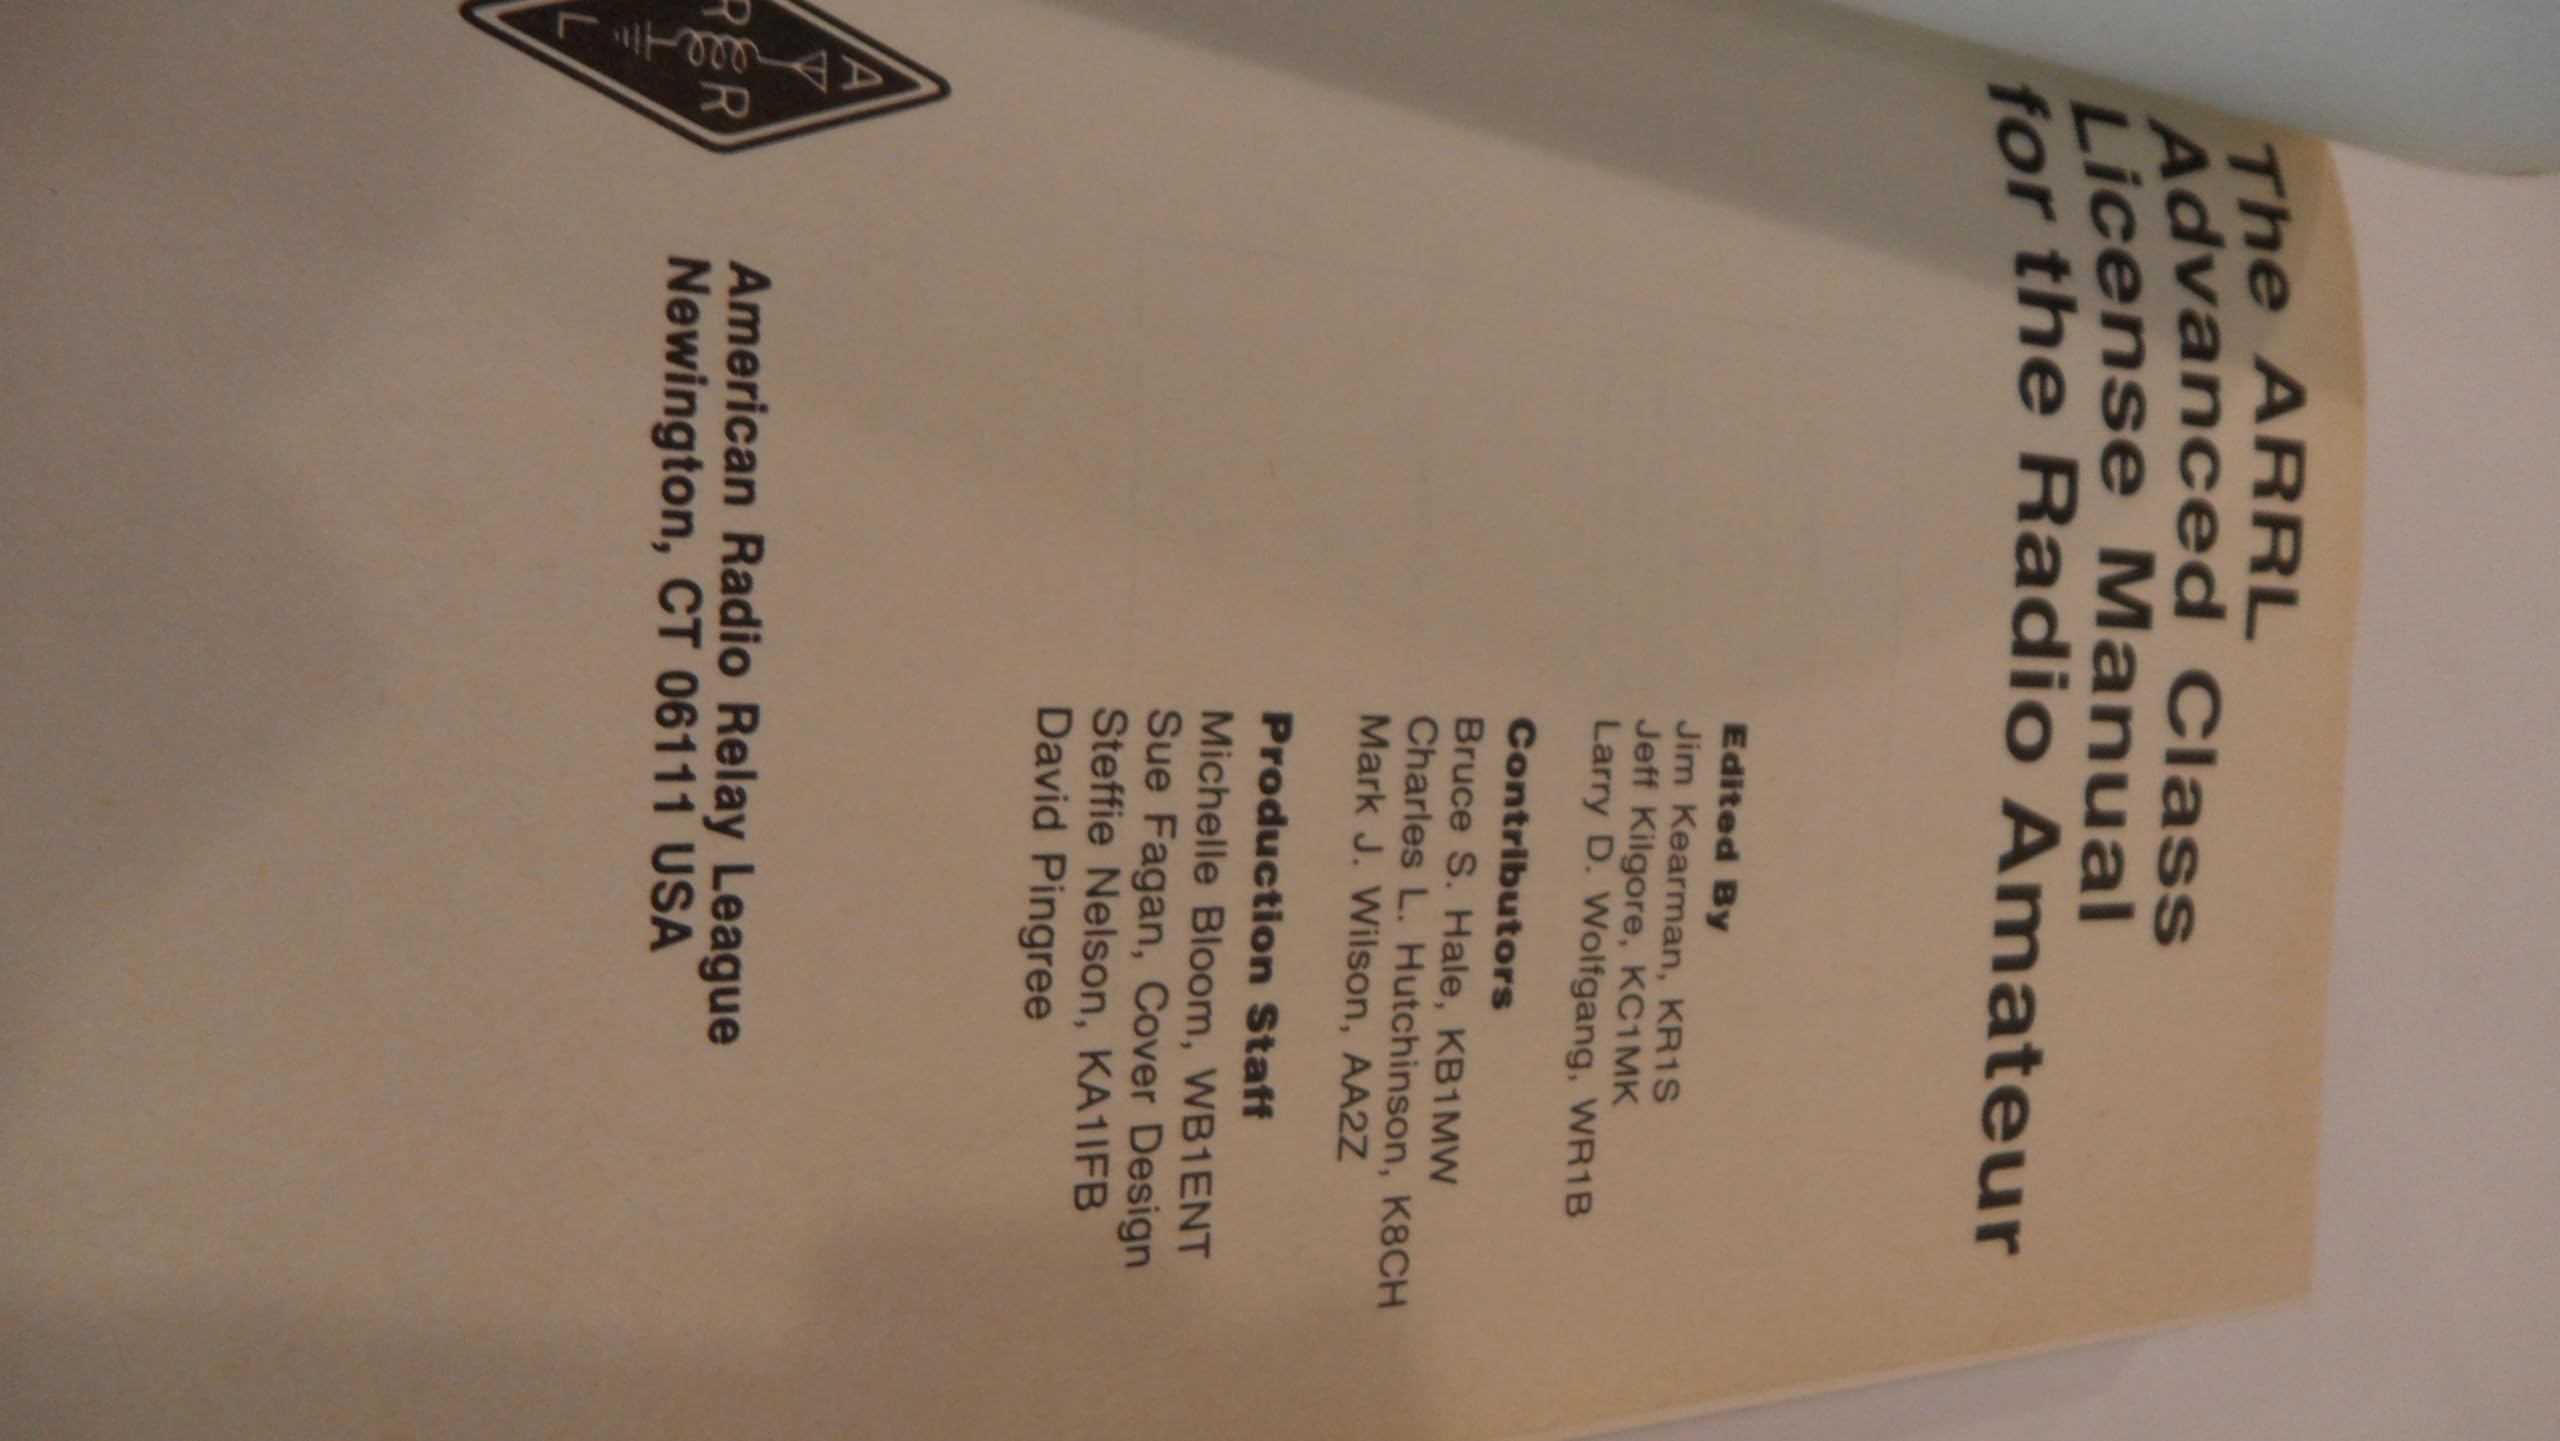 The ARRL
Advanced Class
License Manual
for the Radio Amateur
Edited By
Jim Kearman, KR1S
Jeff Kilgore, KC1MK
Larry D. Wolfgang, WR1B
Contributors
Bruce S. Hale, KB1MW
Charles L. Hutchinson, K8CH
Mark J. Wilson, AA2Z
Production Staff
Michelle Bloom, WB1ENT
Sue Fagan, Cover Design
Steffie Nelson, KA1IFB
David Pingree
A
R R
L
American Radio Relay League
Newington, CT 06111 USA